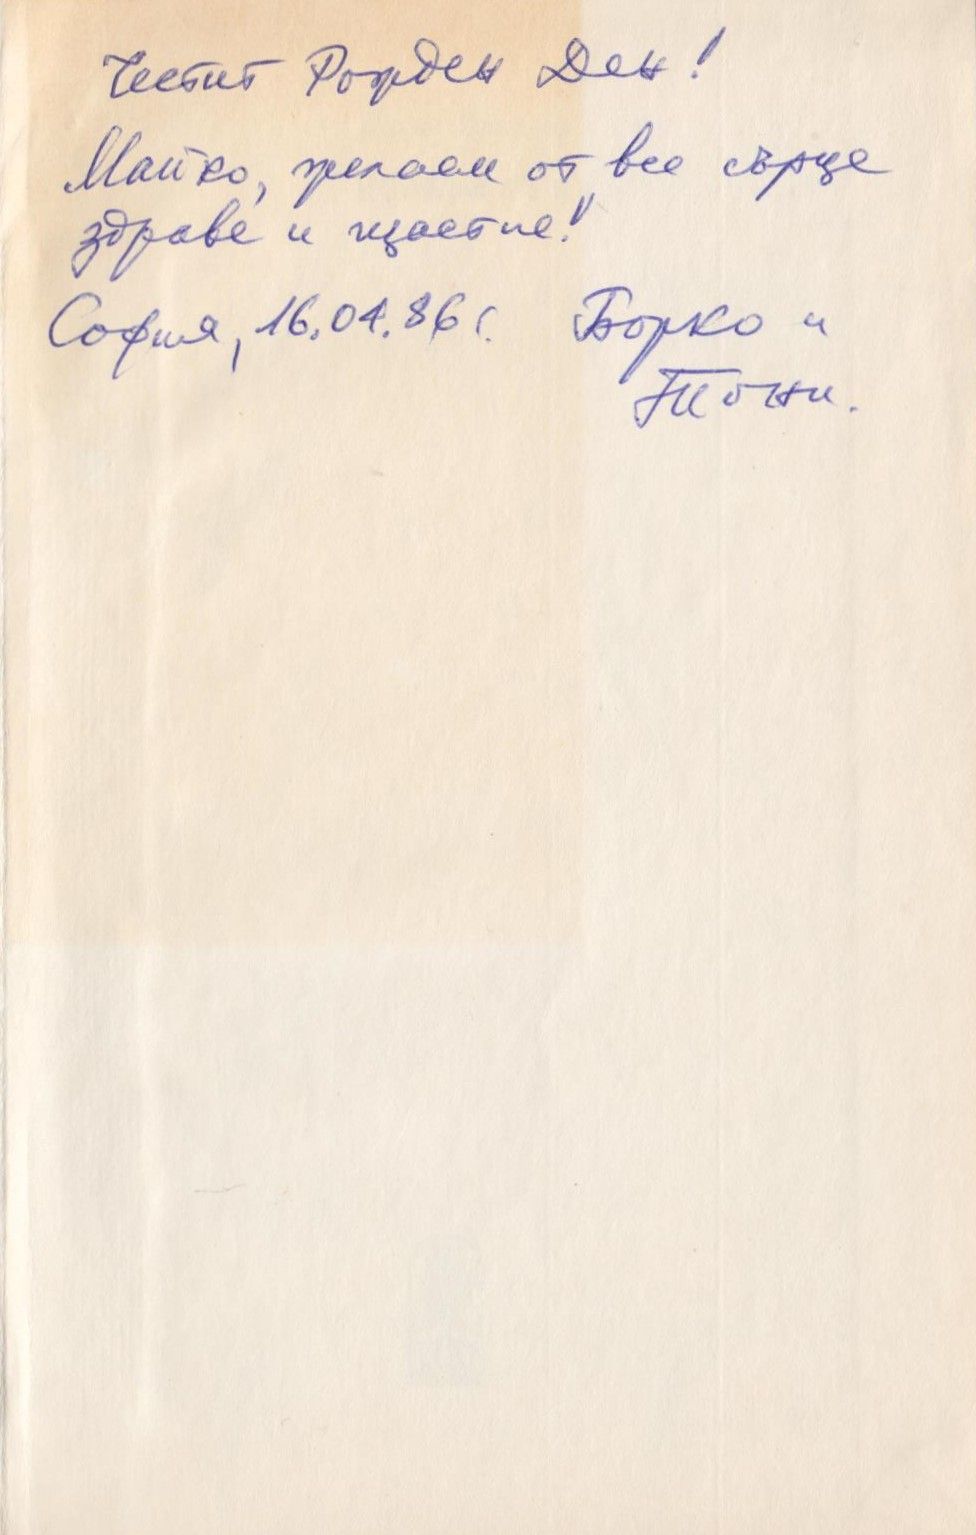 Честит Рожден Ден!
Майко, желаем от все сърце
здраве и щастие!
София, 16.04.86 г. Борко и
Тони.